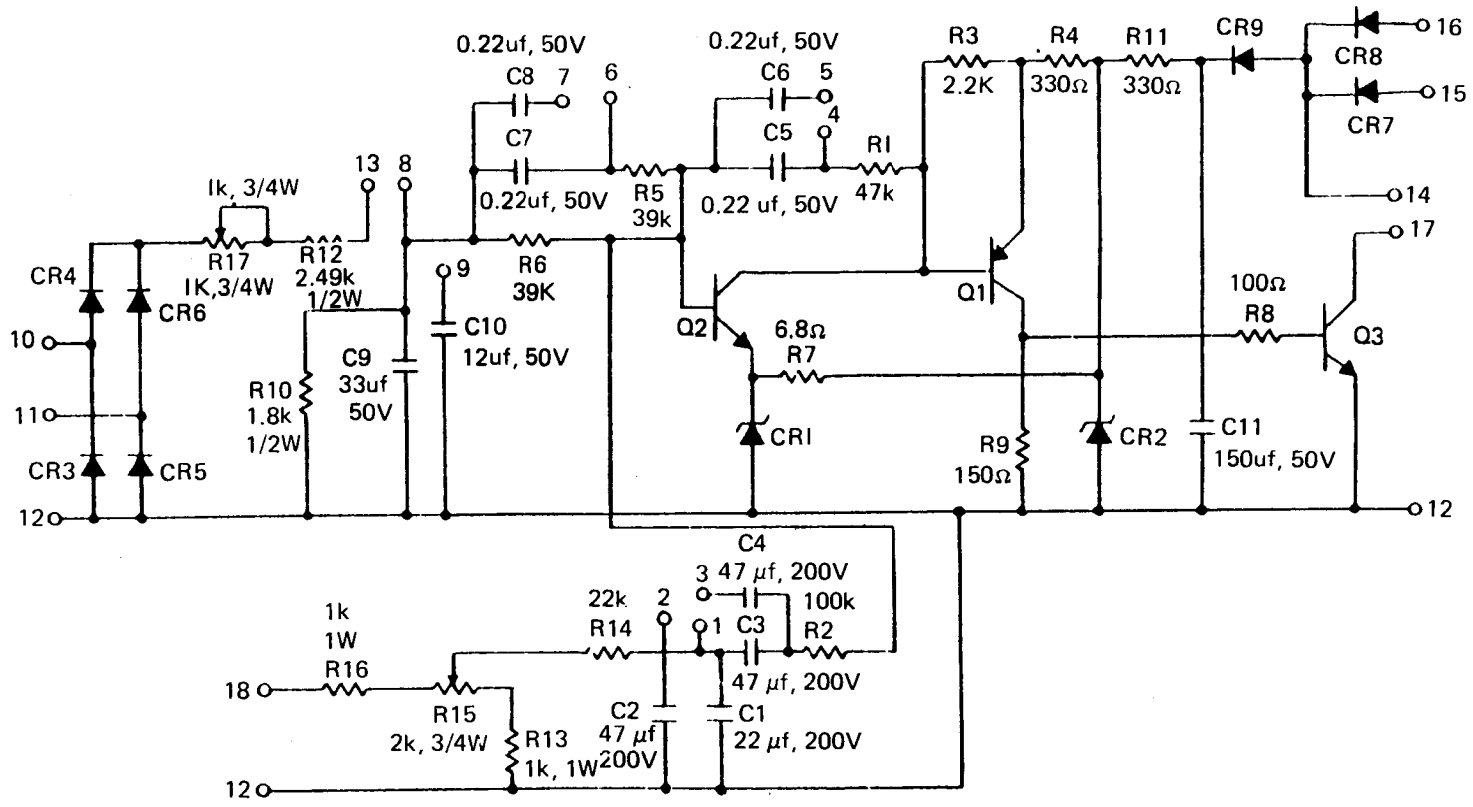 0.22uf, 50V
C8 7 6
C7
0.22uf, 50V
0.22uf, 50V
C6 5
4
C5
0.22 uf, 50V
R5
39k
R1
47k
R3
2.2K
R4
330Ω
R11
330Ω
CR9
CR8
16
CR7
15
14
17
1k, 3/4W
13 8
R17
1K, 3/4W
R12
2.49k
1/2W
R6
39K
9
C10
12uf, 50V
CR4
CR6
10
11
CR3
CR5
12
R10
1.8k
1/2W
C9
33uf
50V
Q2
6.8Ω
R7
CR1
Q1
R9
150Ω
CR2
C11
150uf, 50V
100Ω
R8
Q3
12
C4
47 µf, 200V
3
100k
R2
C3
47 µf, 200V
1
2
22k
R14
1k
1W
R16
18
R15
2k, 3/4W
R13
1k, 1W
C2
47 µf
200V
C1
22 µf, 200V
12